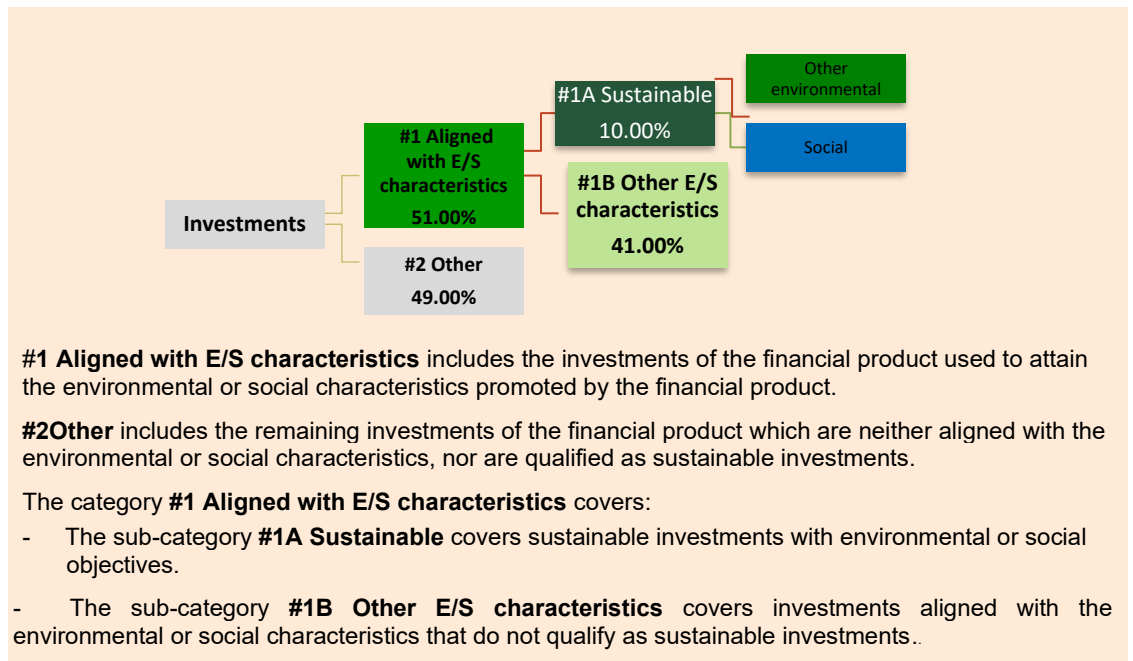 Other
environmental
#1A Sustainable
10.00%
Social
#1 Aligned
with E/S
characteristics
51.00%
#1B Other E/S
characteristics
41.00%
Investments
#2 Other
49.00%
#1 Aligned with E/S characteristics includes the investments of the financial product used to attain
the environmental or social characteristics promoted by the financial product.
#2Other includes the remaining investments of the financial product which are neither aligned with the
environmental or social characteristics, nor are qualified as sustainable investments.
The category #1 Aligned with E/S characteristics covers:
- The sub-category #1A Sustainable covers sustainable investments with environmental or social
objectives.
- The sub-category #1B Other E/S characteristics covers investments aligned with the
environmental or social characteristics that do not qualify as sustainable investments..